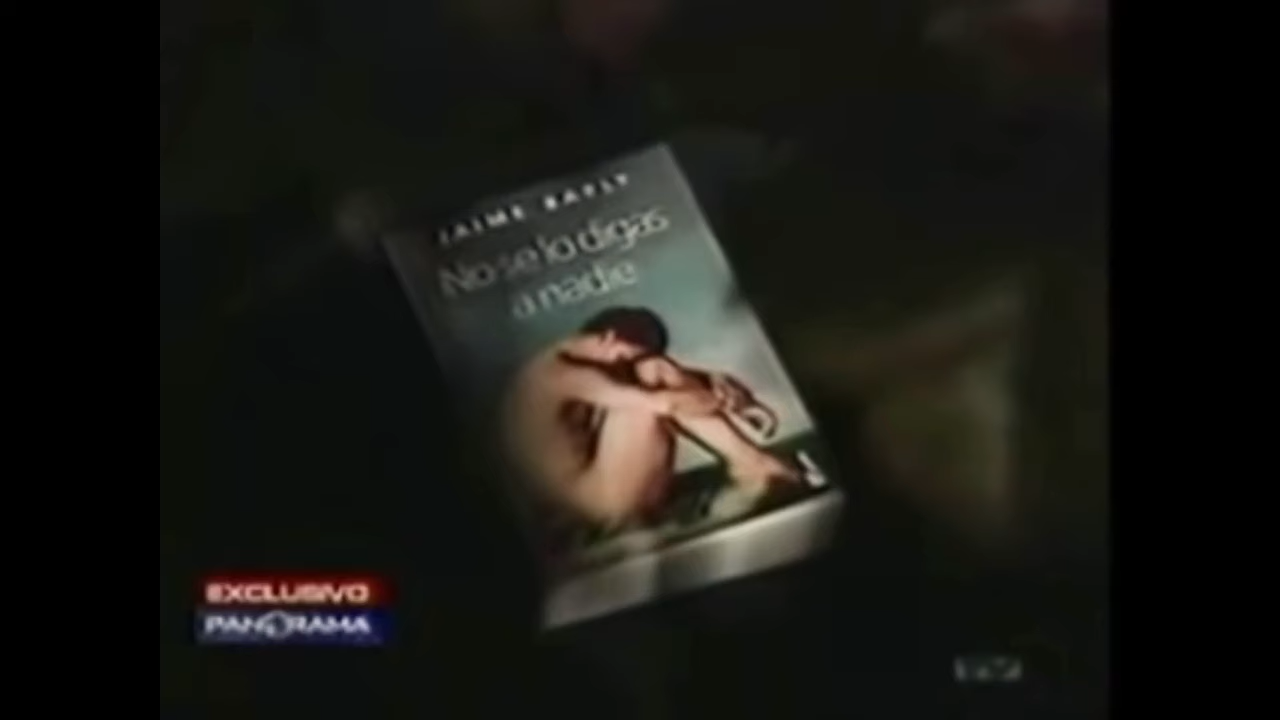 JAIME BAYLY
No se lo digas
a nadie
EXCLUSIVO
PANORAMA